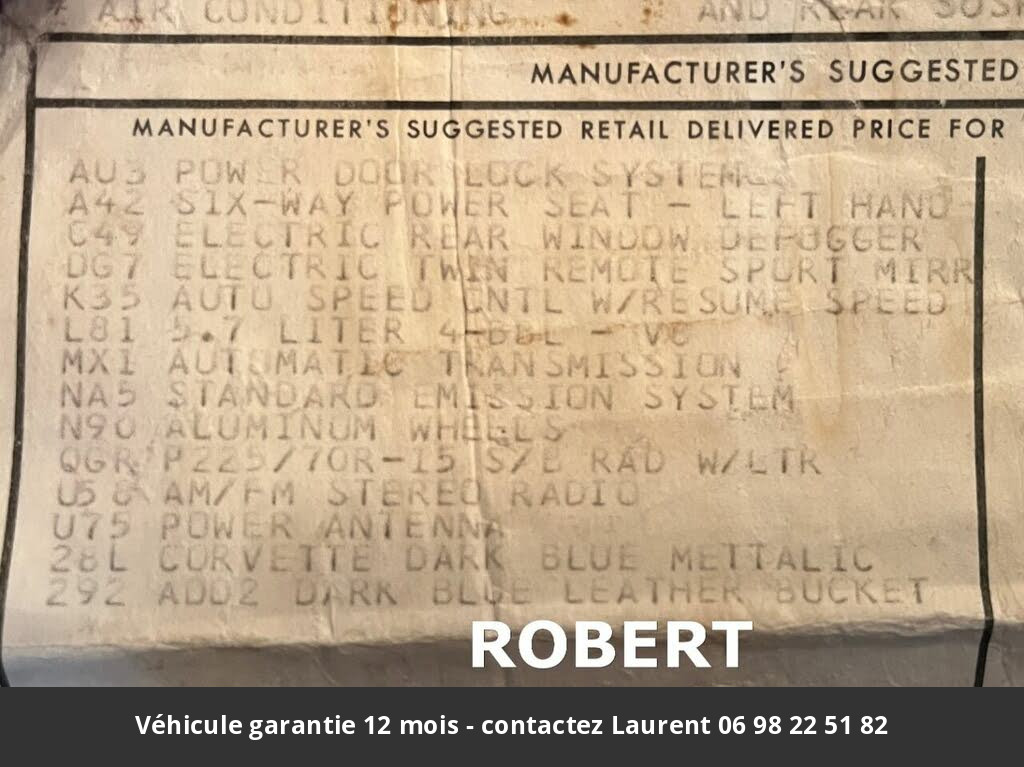 * AIR CONDITIONING AND REAR SUS
MANUFACTURER'S SUGGESTED
MANUFACTURER'S SUGGESTED RETAIL DELIVERED PRICE FOR
AU3 POWER DOOR LOCK SYSTEM
A42 SIX-WAY POWER SEAT - LEFT HAND
C49 ELECTRIC REAR WINDOW DEFOGGER
DG7 ELECTRIC TWIN REMOTE SPORT MIRR
K35 AUTO SPEED CNTL W/RESUME SPEED
L81 5.7 LITER 4-BBL - V8
MX1 AUTOMATIC TRANSMISSION
NA5 STANDARD EMISSION SYSTEM
N90 ALUMINUM WHEELS
QGR P225/70R-15 S/B RAD W/LTR
U58 AM/FM STEREO RADIO
U75 POWER ANTENNA
28L CORVETTE DARK BLUE METTALIC
292 ADD2 DARK BLUE LEATHER BUCKET
ROBERT
Véhicule garantie 12 mois - contactez Laurent 06 98 22 51 82